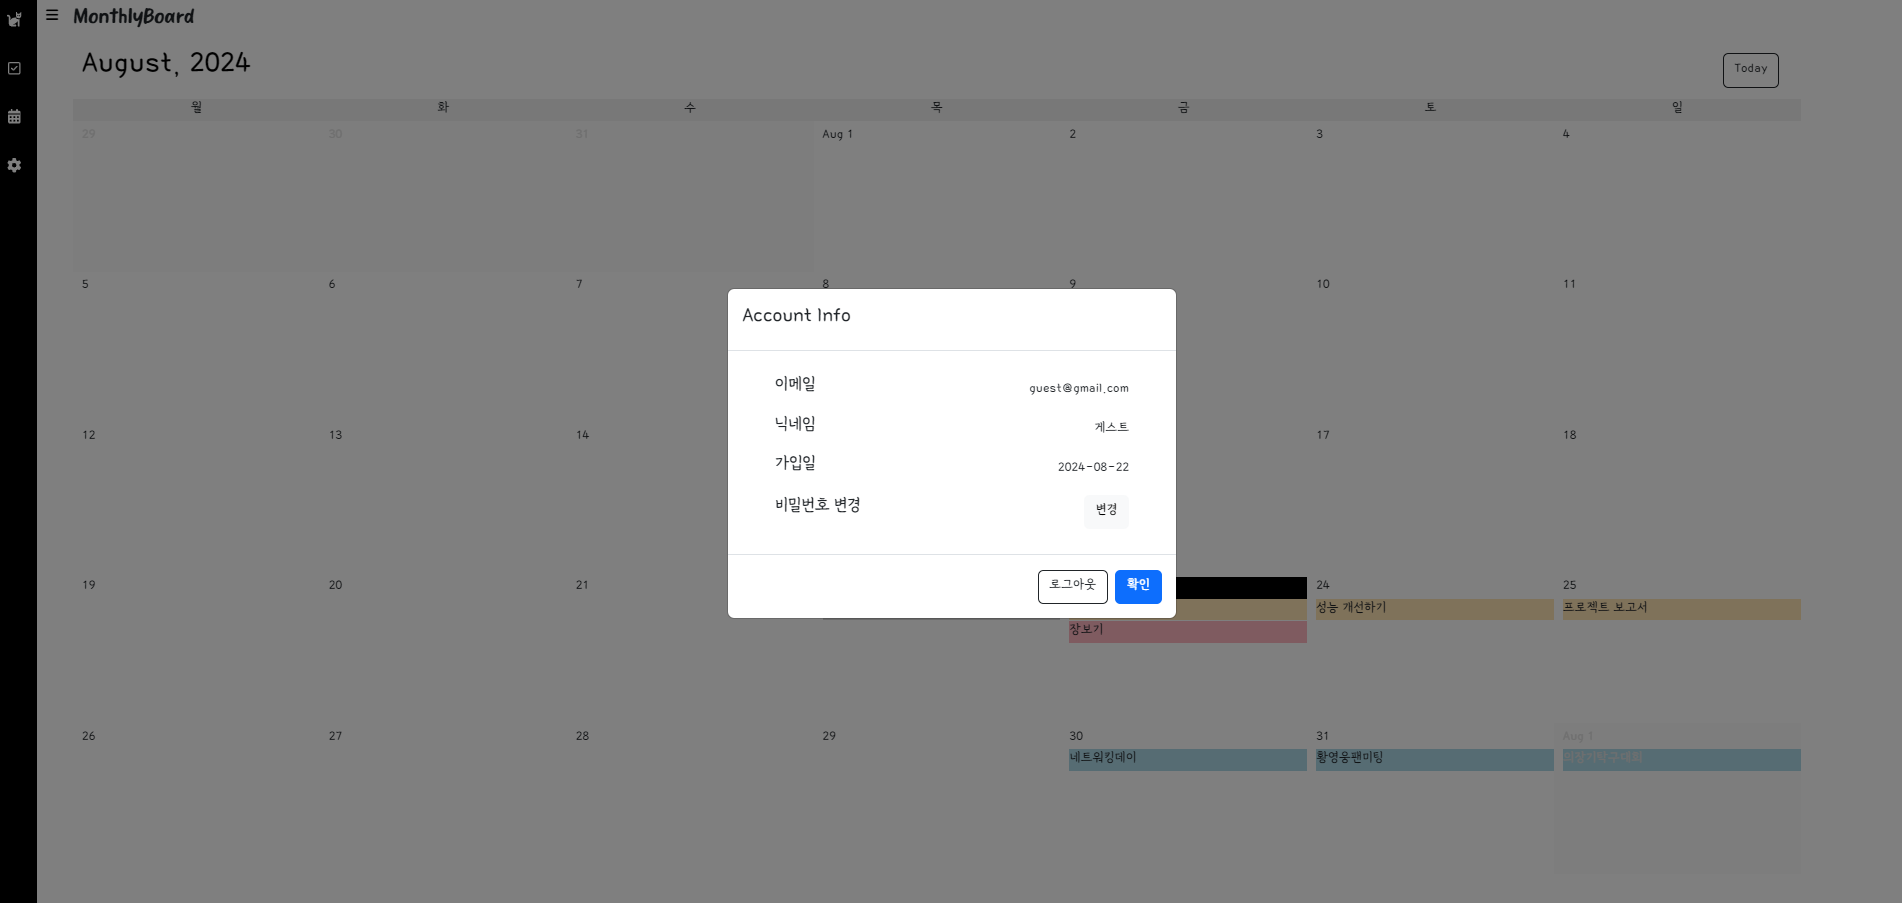 MonthlyBoard
August, 2024
Today
월 화 수 목 금 토 일
29 30 31 Aug 1 2 3 4
5 6 7 8 9 10 11
Account Info
이메일 guest@gmail.com
닉네임 게스트
12 13 14 17 18
가입일 2024-08-22
비밀번호 변경 변경
로그아웃 확인
19 20 21 24 25
성능 개선하기 프로젝트 보고서
장보기
26 27 28 29 30 31 Aug 1
네트워킹데이 황영웅팬미팅